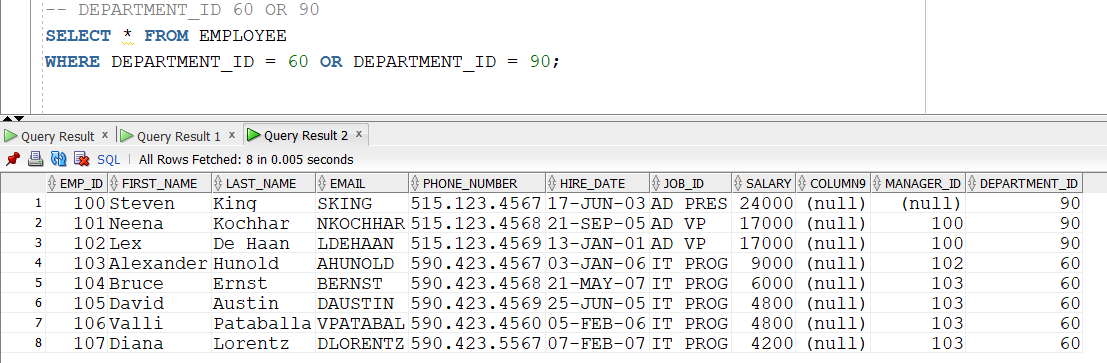 -- DEPARTMENT_ID 60 OR 90
SELECT * FROM EMPLOYEE
WHERE DEPARTMENT_ID = 60 OR DEPARTMENT_ID = 90;
Query Result x Query Result 1 x Query Result 2 x
SQL | All Rows Fetched: 8 in 0.005 seconds
EMP_ID FIRST_NAME LAST_NAME EMAIL PHONE_NUMBER HIRE_DATE JOB_ID SALARY COLUMN9 MANAGER_ID DEPARTMENT_ID
1 100 Steven King SKING 515.123.4567 17-JUN-03 AD_PRES 24000 (null) (null) 90
2 101 Neena Kochhar NKOCHHAR 515.123.4568 21-SEP-05 AD_VP 17000 (null) 100 90
3 102 Lex De Haan LDEHAAN 515.123.4569 13-JAN-01 AD_VP 17000 (null) 100 90
4 103 Alexander Hunold AHUNOLD 590.423.4567 03-JAN-06 IT_PROG 9000 (null) 102 60
5 104 Bruce Ernst BERNST 590.423.4568 21-MAY-07 IT_PROG 6000 (null) 103 60
6 105 David Austin DAUSTIN 590.423.4569 25-JUN-05 IT_PROG 4800 (null) 103 60
7 106 Valli Pataballa VPATABAL 590.423.4560 05-FEB-06 IT_PROG 4800 (null) 103 60
8 107 Diana Lorentz DLORENTZ 590.423.5567 07-FEB-07 IT_PROG 4200 (null) 103 60